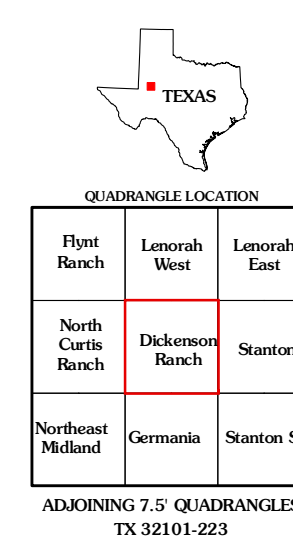 TEXAS
QUADRANGLE LOCATION
Flynt
Ranch
Lenorah
West
Lenorah
East
North
Curtis
Ranch
Dickenson
Ranch
Stanton
Northeast
Midland
Germania
Stanton S
ADJOINING 7.5' QUADRANGLES
TX 32101-223